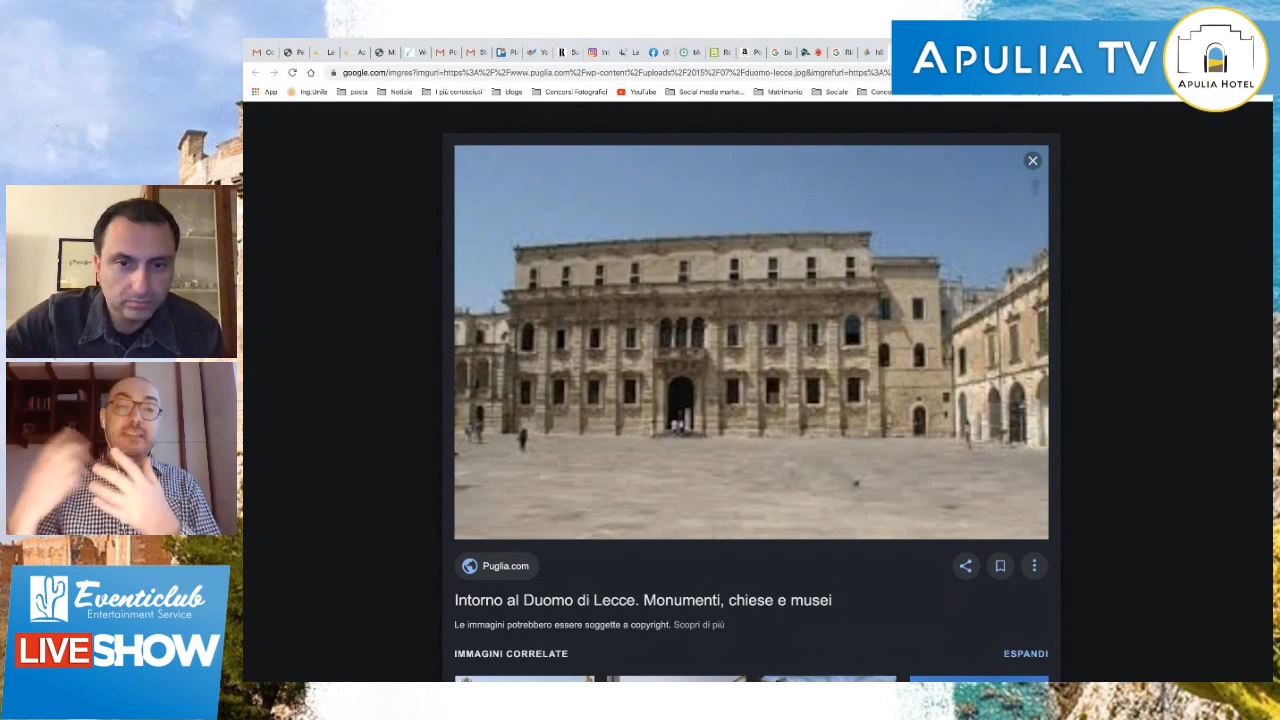 APULIA TV
APULIA HOTEL
google.com/imgres?imgurl=https%3A%2F%2Fwww.puglia.com%2Fwp-content%2Fuploads%2F2015%2F07%2Fduomo-lecce.jpg&imgrefurl=https%3A%
App Ing.Unile posta Notizie I più conosciuti blogs Concorsi Fotografici YouTube Social media marke... Matrimonio Sociale
Puglia.com
Intorno al Duomo di Lecce. Monumenti, chiese e musei
Le immagini potrebbero essere soggette a copyright. Scopri di più
IMMAGINI CORRELATE ESPANDI
Eventiclub
Entertainment Service
LIVE SHOW